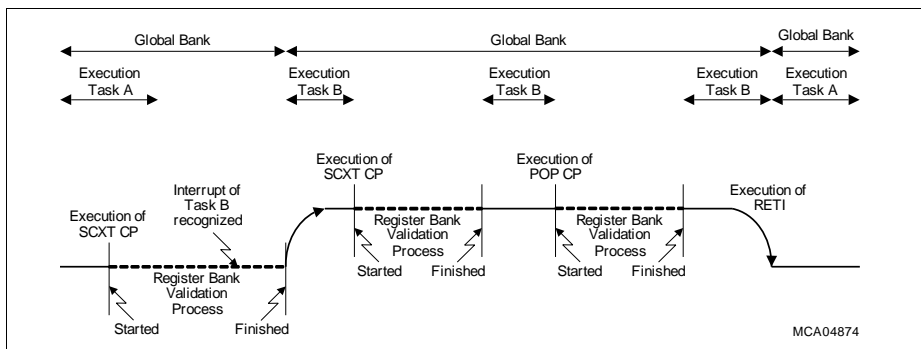 Global Bank
Global Bank
Global Bank
Execution
Task A
Execution
Task B
Execution
Task B
Execution
Task B
Execution
Task A
Execution of
SCXT CP
Execution of
POP CP
Interrupt of
Task B
recognized
Execution of
RETI
Execution of
SCXT CP
Register Bank
Validation
Process
Register Bank
Validation
Process
Started
Finished
Started
Finished
Register Bank
Validation
Process
Started
Finished
MCA04874